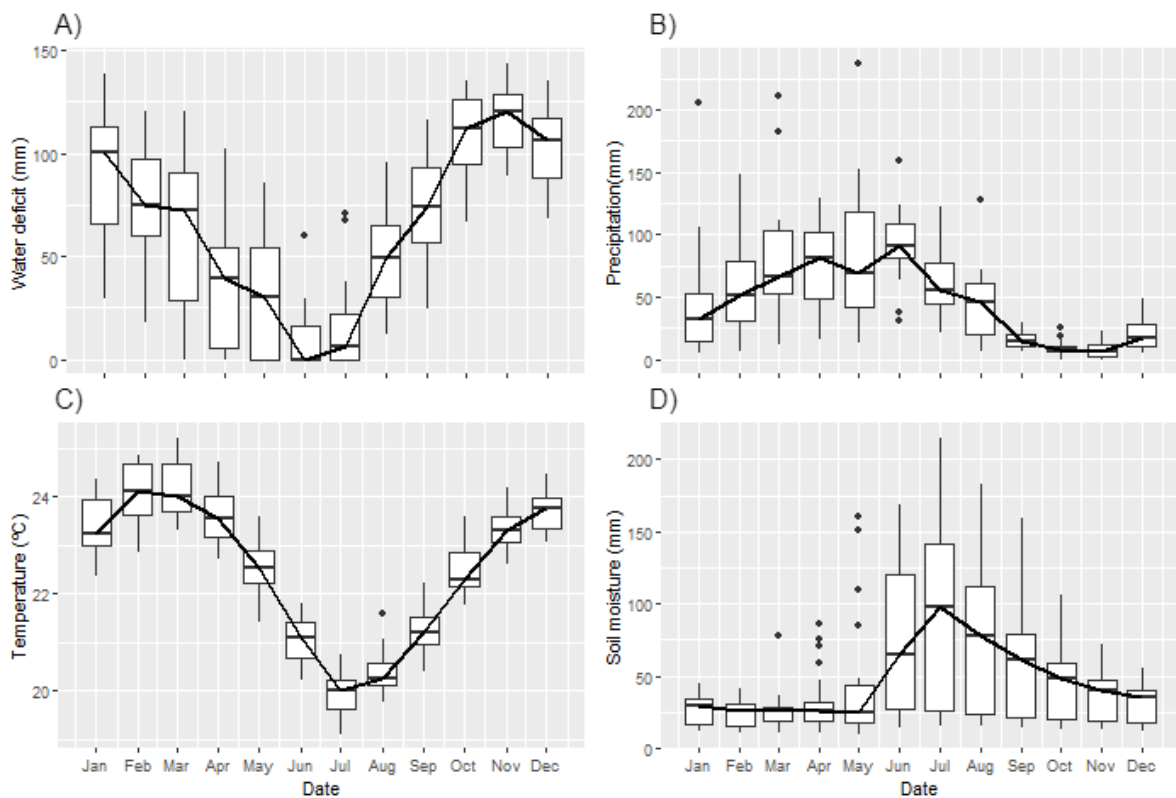 A)
B)
Water deficit (mm)
150
100
50
0
Precipitation(mm)
200
150
100
50
0
C)
D)
Temperature (ºC)
24
22
20
Jan Feb Mar Apr May Jun Jul Aug Sep Oct Nov Dec
Date
Soil moisture (mm)
200
150
100
50
0
Jan Feb Mar Apr May Jun Jul Aug Sep Oct Nov Dec
Date